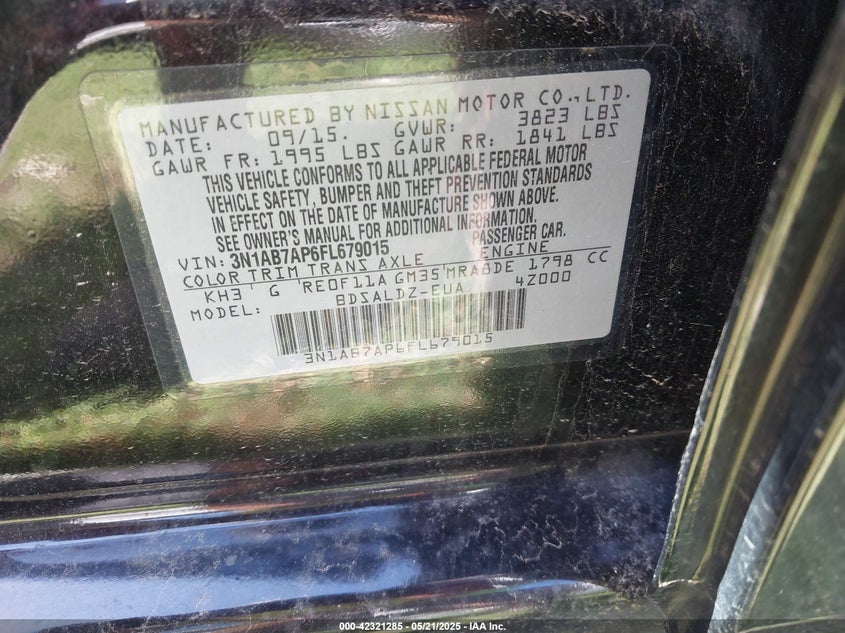 MANUFACTURED BY NISSAN MOTOR CO.,LTD.
DATE: 09/15. GVWR: 3823 LBS
GAWR FR: 1995 LBS GAWR RR: 1841 LBS
THIS VEHICLE CONFORMS TO ALL APPLICABLE FEDERAL MOTOR
VEHICLE SAFETY, BUMPER AND THEFT PREVENTION STANDARDS
IN EFFECT ON THE DATE OF MANUFACTURE SHOWN ABOVE.
SEE OWNER'S MANUAL FOR ADDITIONAL INFORMATION.
VIN: 3N1AB7AP6FL679015 PASSENGER CAR.
COLOR TRIM TRANS AXLE ENGINE
KH3 G RE0F11A GM35 MRA8DE 1798 CC
MODEL: BDSALDZ-EUA 4Z000
3N1AB7AP6FL679015
000-42321285 - 05/21/2025 - IAA Inc.